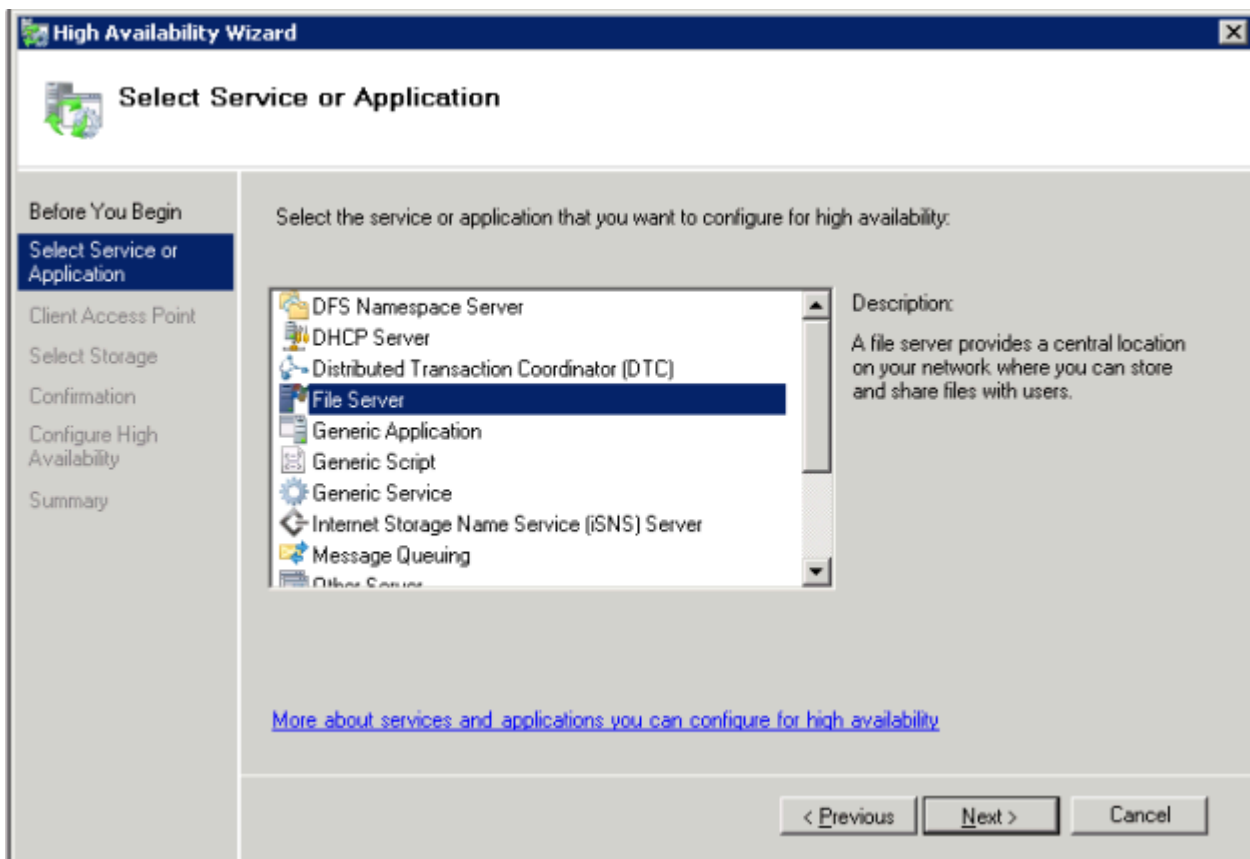 High Availability Wizard
Select Service or Application
Before You Begin
Select Service or
Application
Client Access Point
Select Storage
Confirmation
Configure High
Availability
Summary
Select the service or application that you want to configure for high availability:
DFS Namespace Server
DHCP Server
Distributed Transaction Coordinator (DTC)
File Server
Generic Application
Generic Script
Generic Service
Internet Storage Name Service (iSNS) Server
Message Queuing
Other Server
Description:
A file server provides a central location
on your network where you can store
and share files with users.
More about services and applications you can configure for high availability
< Previous
Next >
Cancel